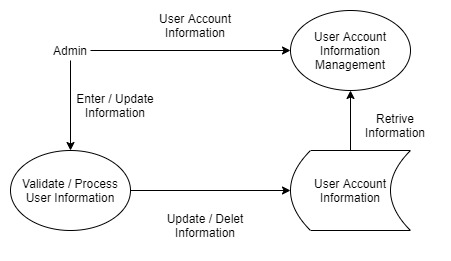 User Account
Information
User Account
Information
Management
Admin
Enter / Update
Information
Retrive
Information
Validate / Process
User Information
User Account
Information
Update / Delet
Information